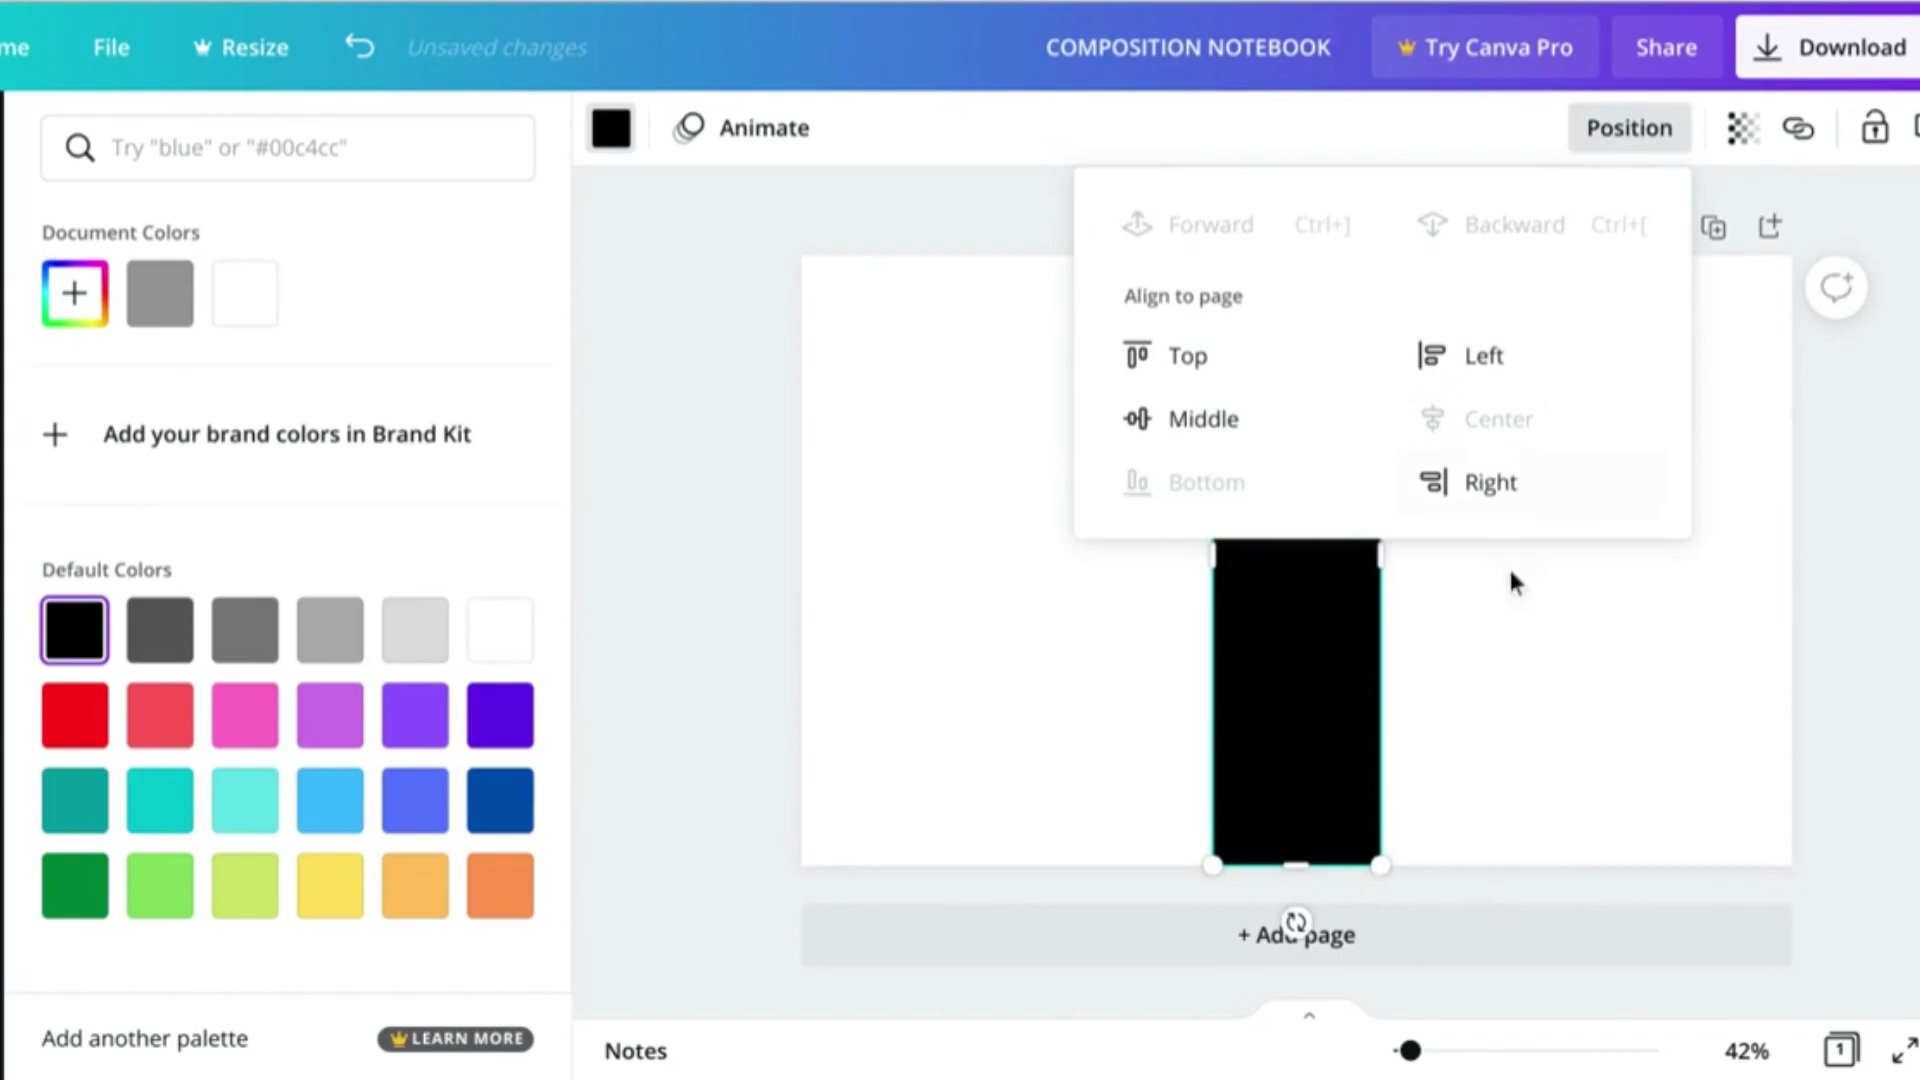 me File Resize Unsaved changes COMPOSITION NOTEBOOK Try Canva Pro Share Download
Try "blue" or "#00c4cc"
Animate Position
Forward Ctrl+] Backward Ctrl+[
Document Colors
Align to page
Top Left
Middle Center
Bottom Right
Add your brand colors in Brand Kit
Default Colors
+ Add page
Add another palette LEARN MORE
Notes 42% 1